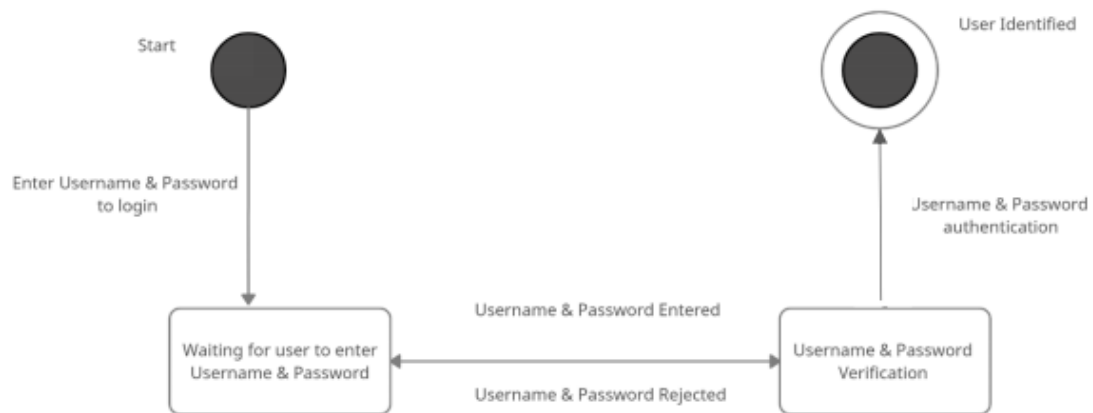 Start
User Identified
Enter Username & Password
to login
Username & Password
authentication
Username & Password Entered
Waiting for user to enter
Username & Password
Username & Password
Verification
Username & Password Rejected